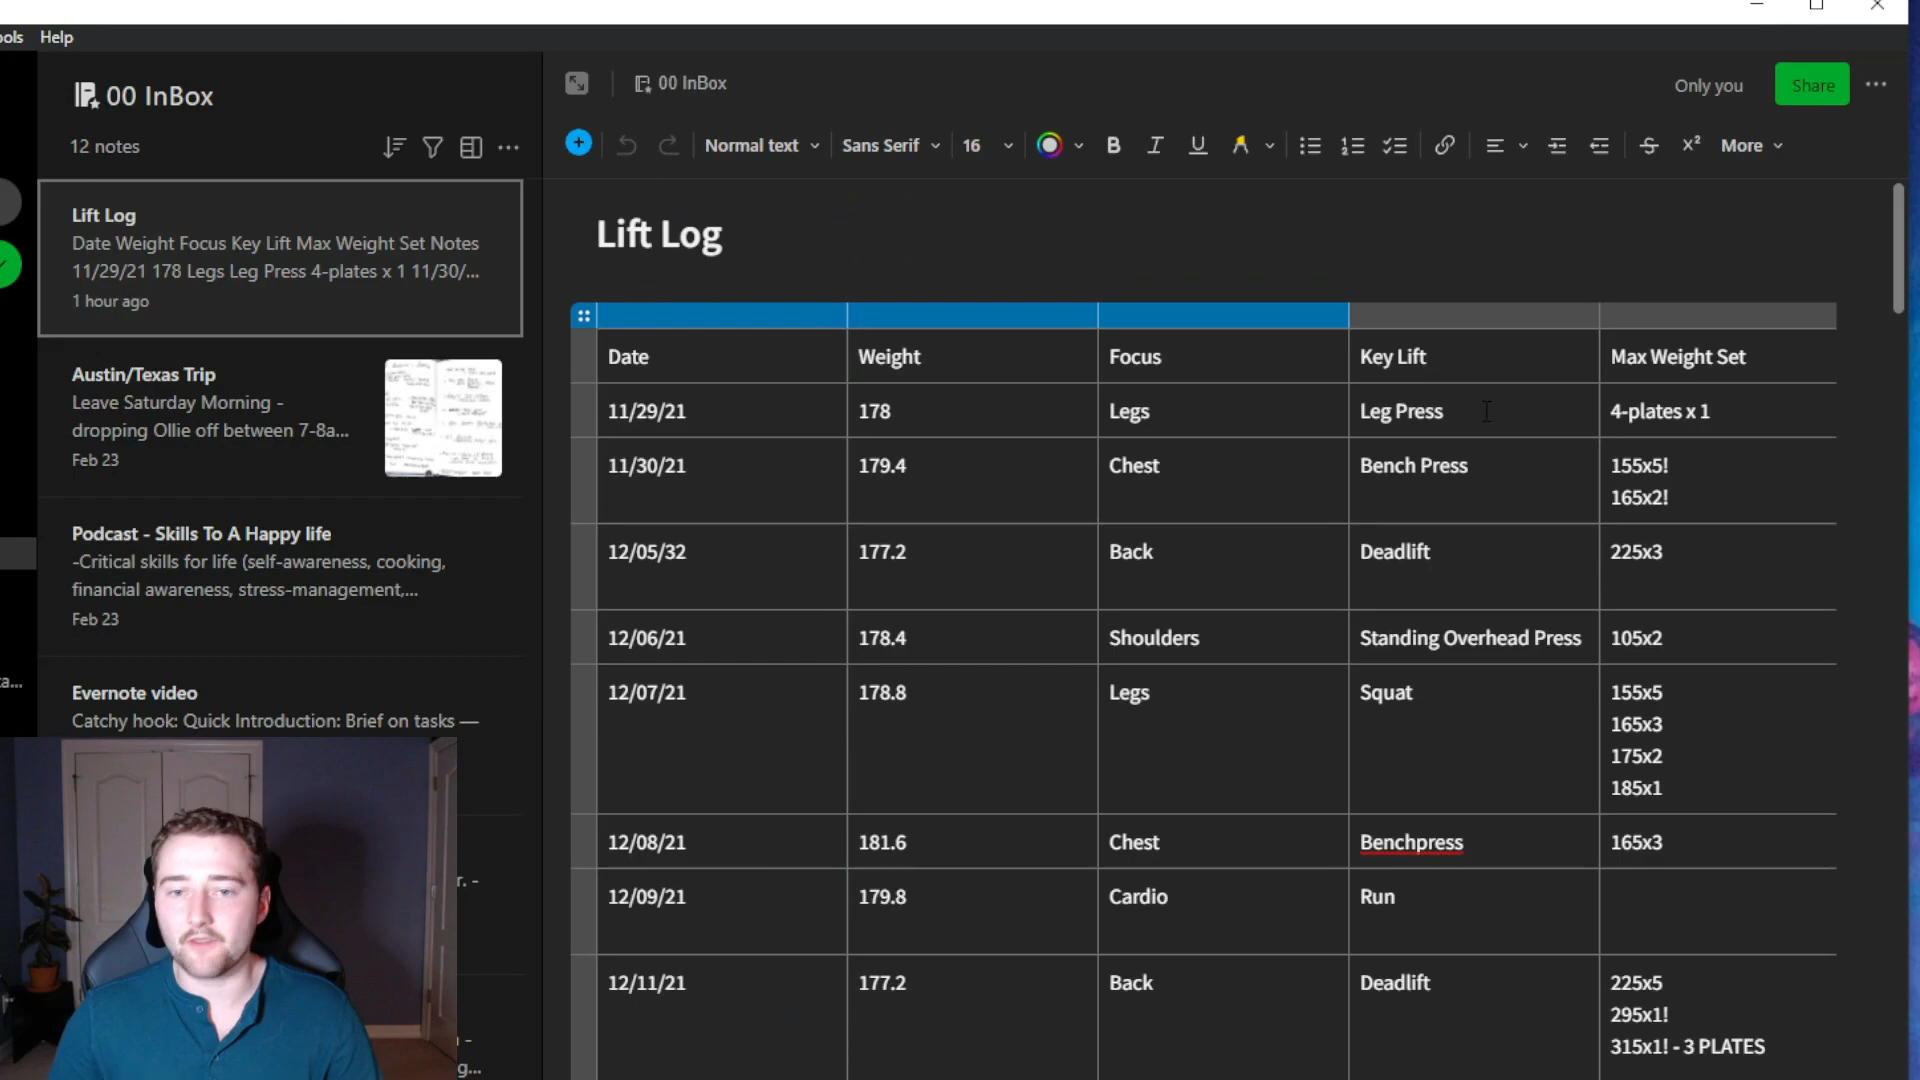 ools Help
00 InBox
12 notes
Lift Log
Date Weight Focus Key Lift Max Weight Set Notes
11/29/21 178 Legs Leg Press 4-plates x 1 11/30/...
1 hour ago
Austin/Texas Trip
Leave Saturday Morning -
dropping Ollie off between 7-8a...
Feb 23
Podcast - Skills To A Happy life
-Critical skills for life (self-awareness, cooking,
financial awareness, stress-management,...
Feb 23
Evernote video
Catchy hook: Quick Introduction: Brief on tasks —
a...
r. -
-
g...
00 InBox
Only you
Share
Normal text Sans Serif 16 B I U More
Lift Log
Date Weight Focus Key Lift Max Weight Set
11/29/21 178 Legs Leg Press 4-plates x 1
11/30/21 179.4 Chest Bench Press 155x5!
165x2!
12/05/32 177.2 Back Deadlift 225x3
12/06/21 178.4 Shoulders Standing Overhead Press 105x2
12/07/21 178.8 Legs Squat 155x5
165x3
175x2
185x1
12/08/21 181.6 Chest Benchpress 165x3
12/09/21 179.8 Cardio Run
12/11/21 177.2 Back Deadlift 225x5
295x1!
315x1! - 3 PLATES